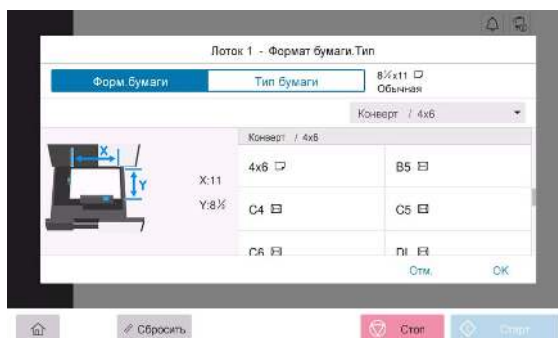 Лоток 1 - Формат бумаги.Тип
Форм.бумаги
Тип бумаги
8½x11
Обычная
Конверт / 4x6
Конверт / 4x6
X
Y
X:11
Y:8½
4x6
B5
C4
C5
C6
DL
Отм.
OK
Сбросить
Стоп
Старт